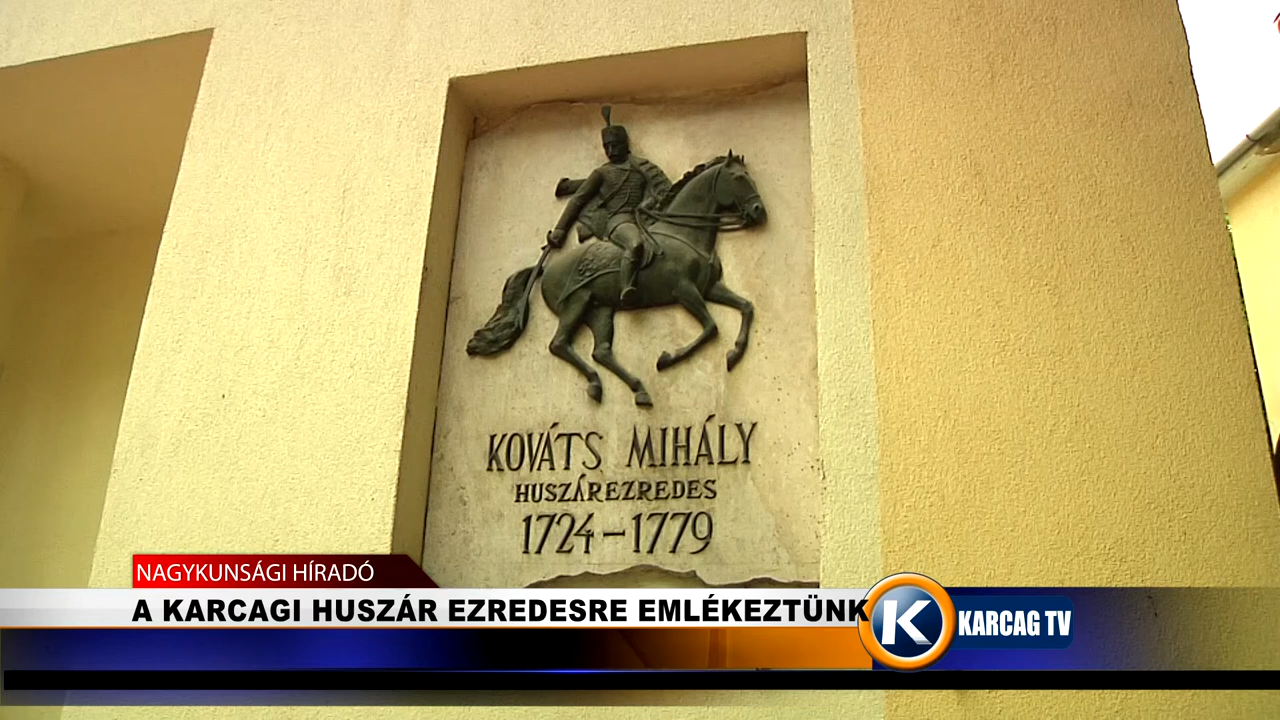 KOVÁTS MIHÁLY
HUSZÁREZREDES
1724-1779
NAGYKUNSÁGI HÍRADÓ
A KARCAGI HUSZÁR EZREDESRE EMLÉKEZTÜNK
K KARCAG TV